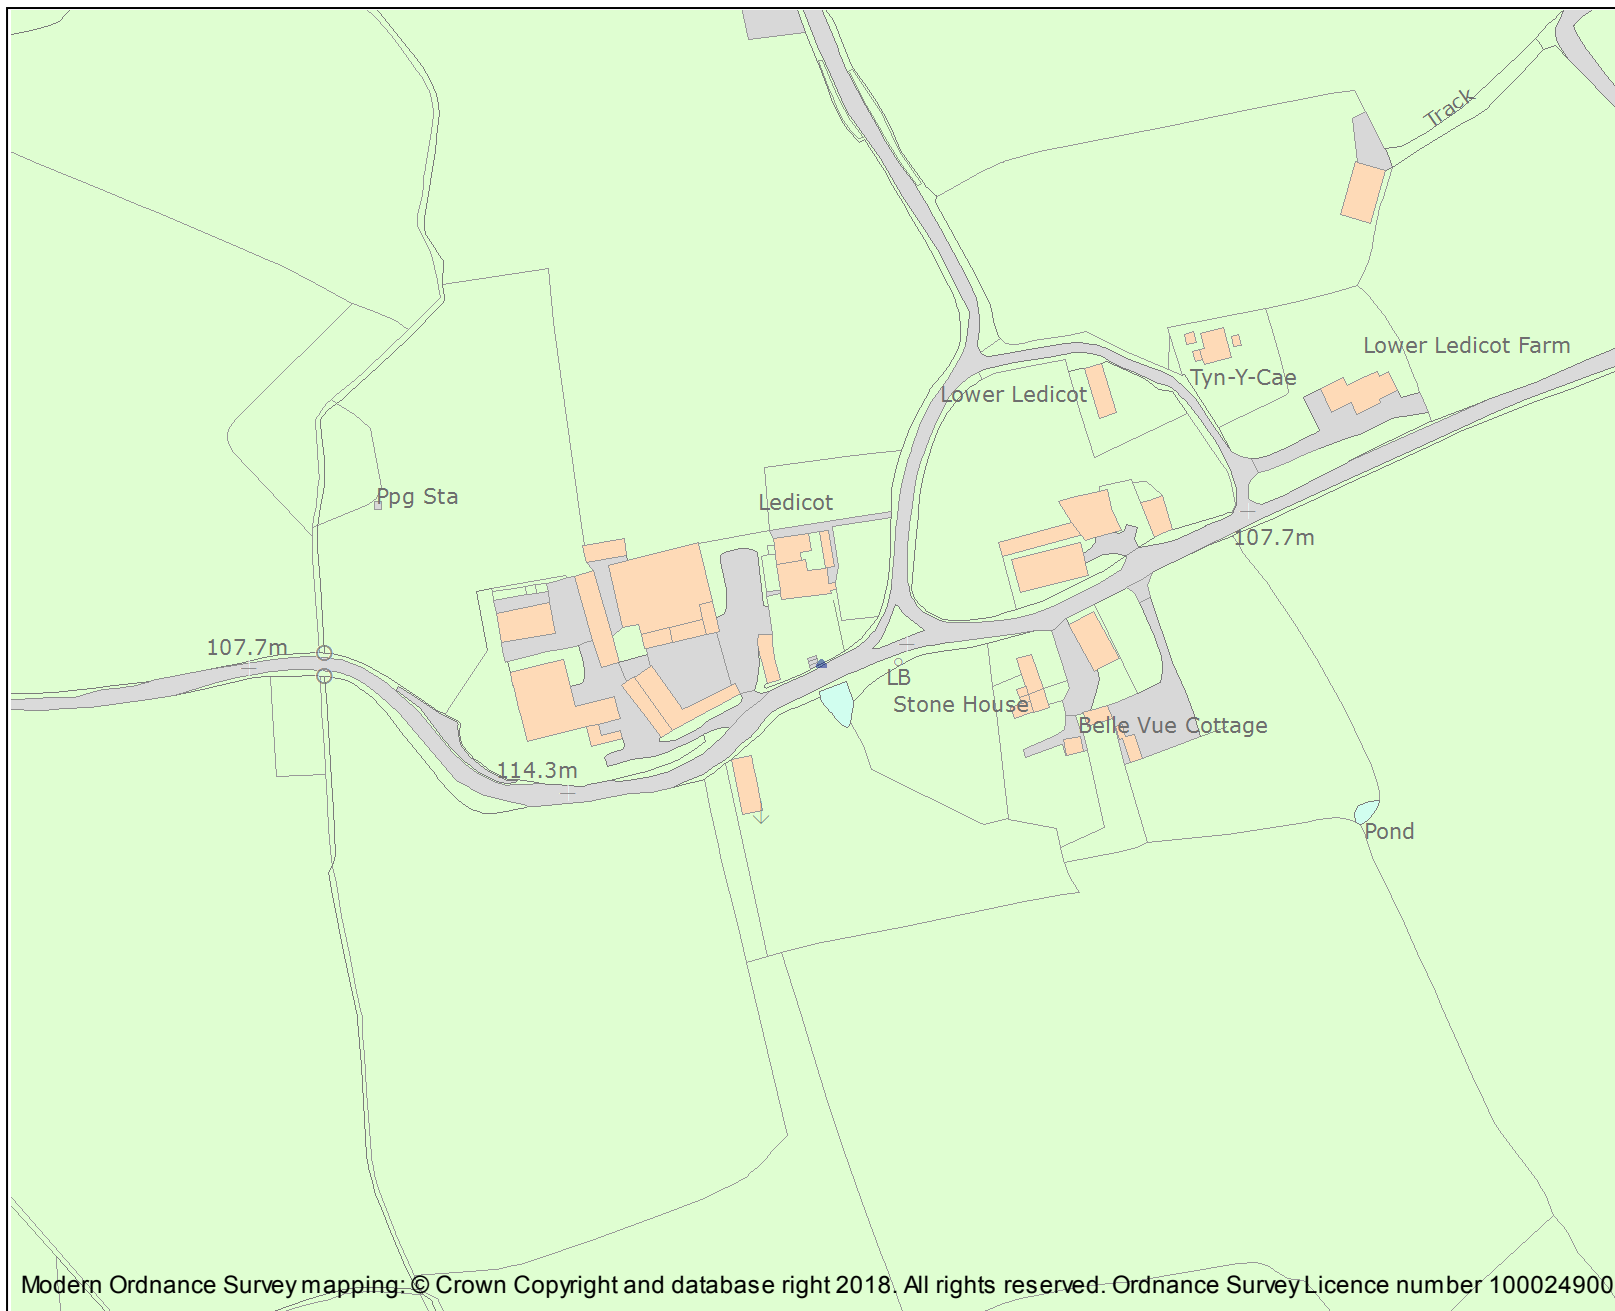 Track
Lower Ledicot Farm
Tyn-Y-Cae
Lower Ledicot
Ppg Sta
Ledicot
107.7m
107.7m
LB
Stone House
Belle Vue Cottage
114.3m
Pond
Modern Ordnance Survey mapping: © Crown Copyright and database right 2018. All rights reserved. Ordnance Survey Licence number 100024900